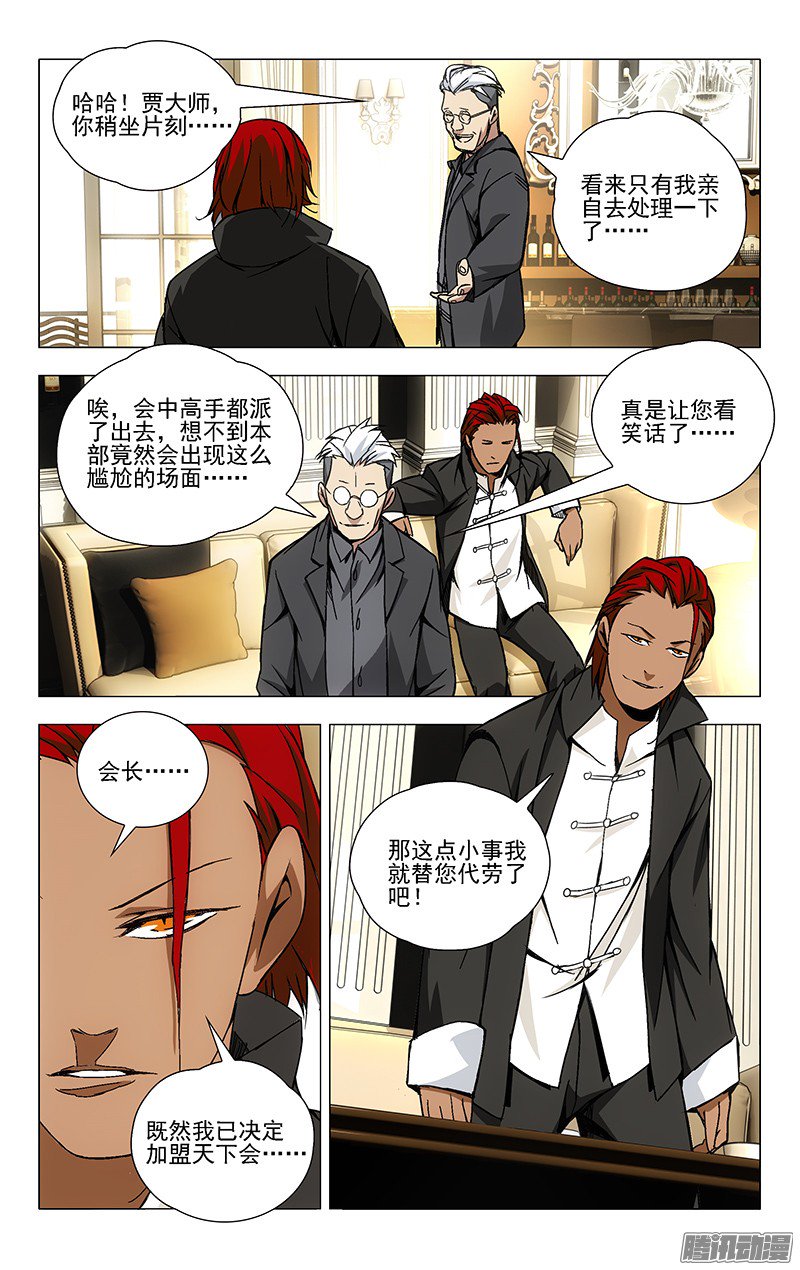 哈哈！贾大师，
你稍坐片刻……
看来只有我亲
自去处理一下
了……
唉，会中高手都派
了出去，想不到本
部竟然会出现这么
尴尬的场面……
真是让您看
笑话了……
会长……
既然我已决定
加盟天下会……
那这点小事我
就替您代劳了
吧！
腾讯动漫